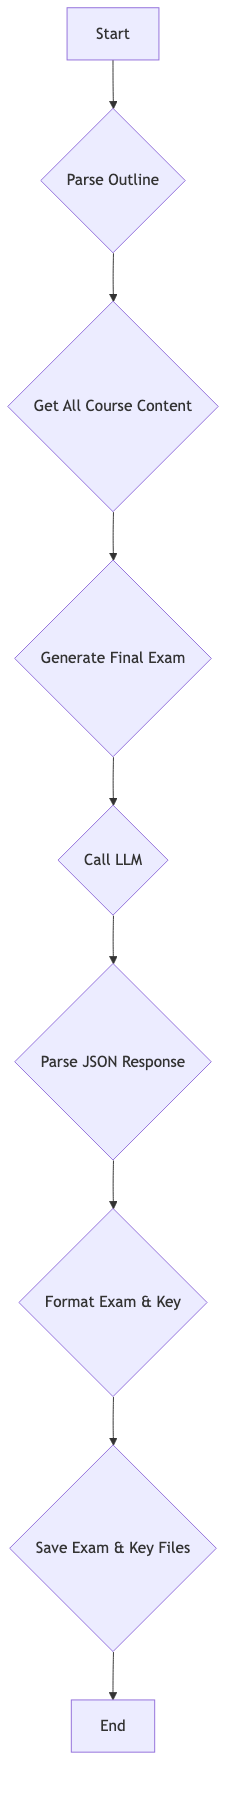 Start
Parse Outline
Get All Course Content
Generate Final Exam
Call LLM
Parse JSON Response
Format Exam & Key
Save Exam & Key Files
End